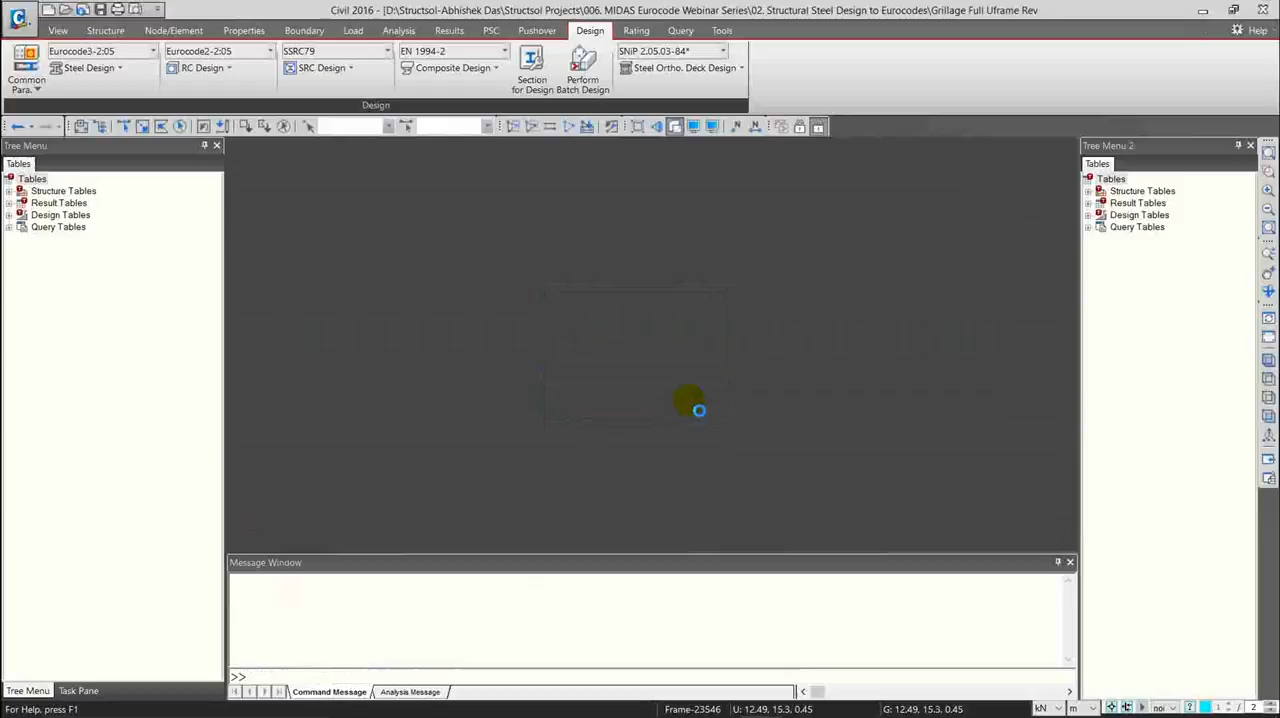 Civil 2016 - [D:\Structsol-Abhishek Das\Structsol Projects\006. MIDAS Eurocode Webinar Series\02. Structural Steel Design to Eurocodes\Grillage Full Uframe Rev
View Structure Node/Element Properties Boundary Load Analysis Results PSC Pushover Design Rating Query Tools Help
Eurocode3-2:05 Eurocode2-2:05 SSRC79 EN 1994-2 SNiP 2.05.03-84*
Steel Design RC Design SRC Design Composite Design Steel Ortho. Deck Design
Common Para.
Section for Design
Perform Batch Design
Design
Tree Menu
Tables
Tables
Structure Tables
Result Tables
Design Tables
Query Tables
Tree Menu 2
Tables
Tables
Structure Tables
Result Tables
Design Tables
Query Tables
Message Window
>>
Command Message Analysis Message
Tree Menu Task Pane
For Help, press F1
Frame-23546 U: 12.49, 15.3, 0.45 G: 12.49, 15.3, 0.45 kN m noi 1 / 2